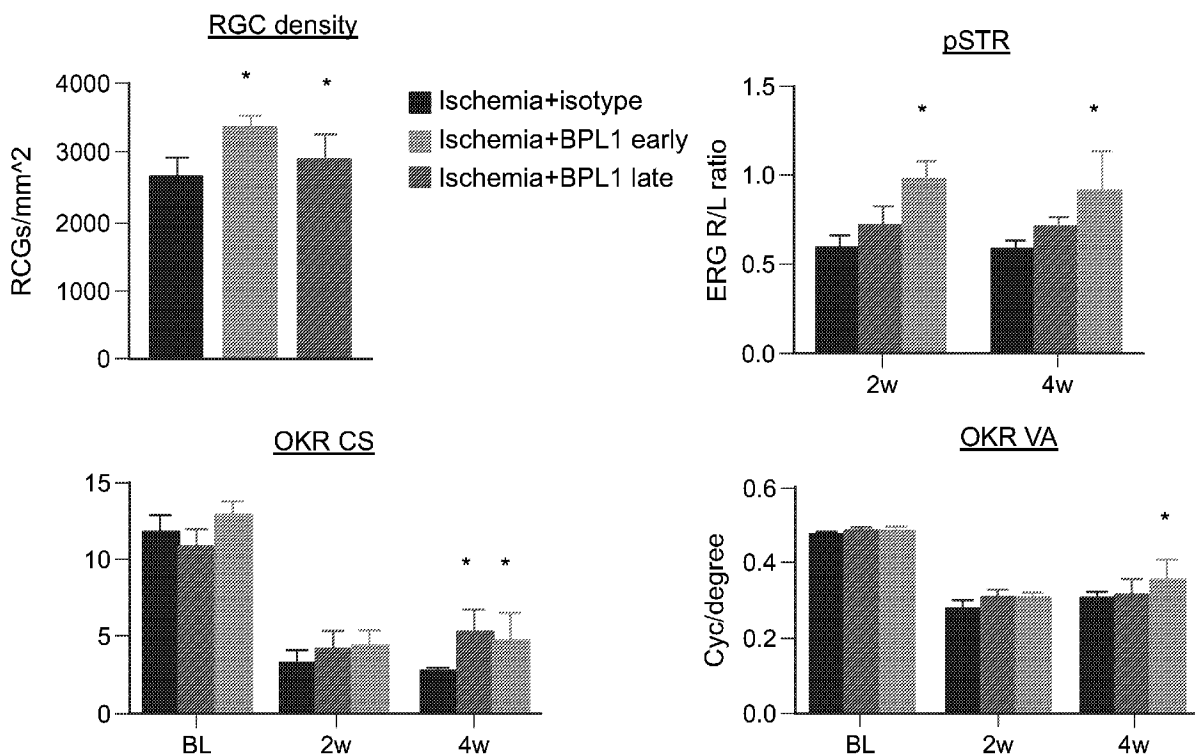 RGC density
RCGs/mm^2
4000
3000
2000
1000
0
*
*
Ischemia+isotype
Ischemia+BPL1 early
Ischemia+BPL1 late
pSTR
ERG R/L ratio
1.5
1.0
0.5
0.0
*
*
2w
4w
OKR CS
15
10
5
0
*
*
BL
2w
4w
OKR VA
Cyc/degree
0.6
0.4
0.2
0.0
*
BL
2w
4w